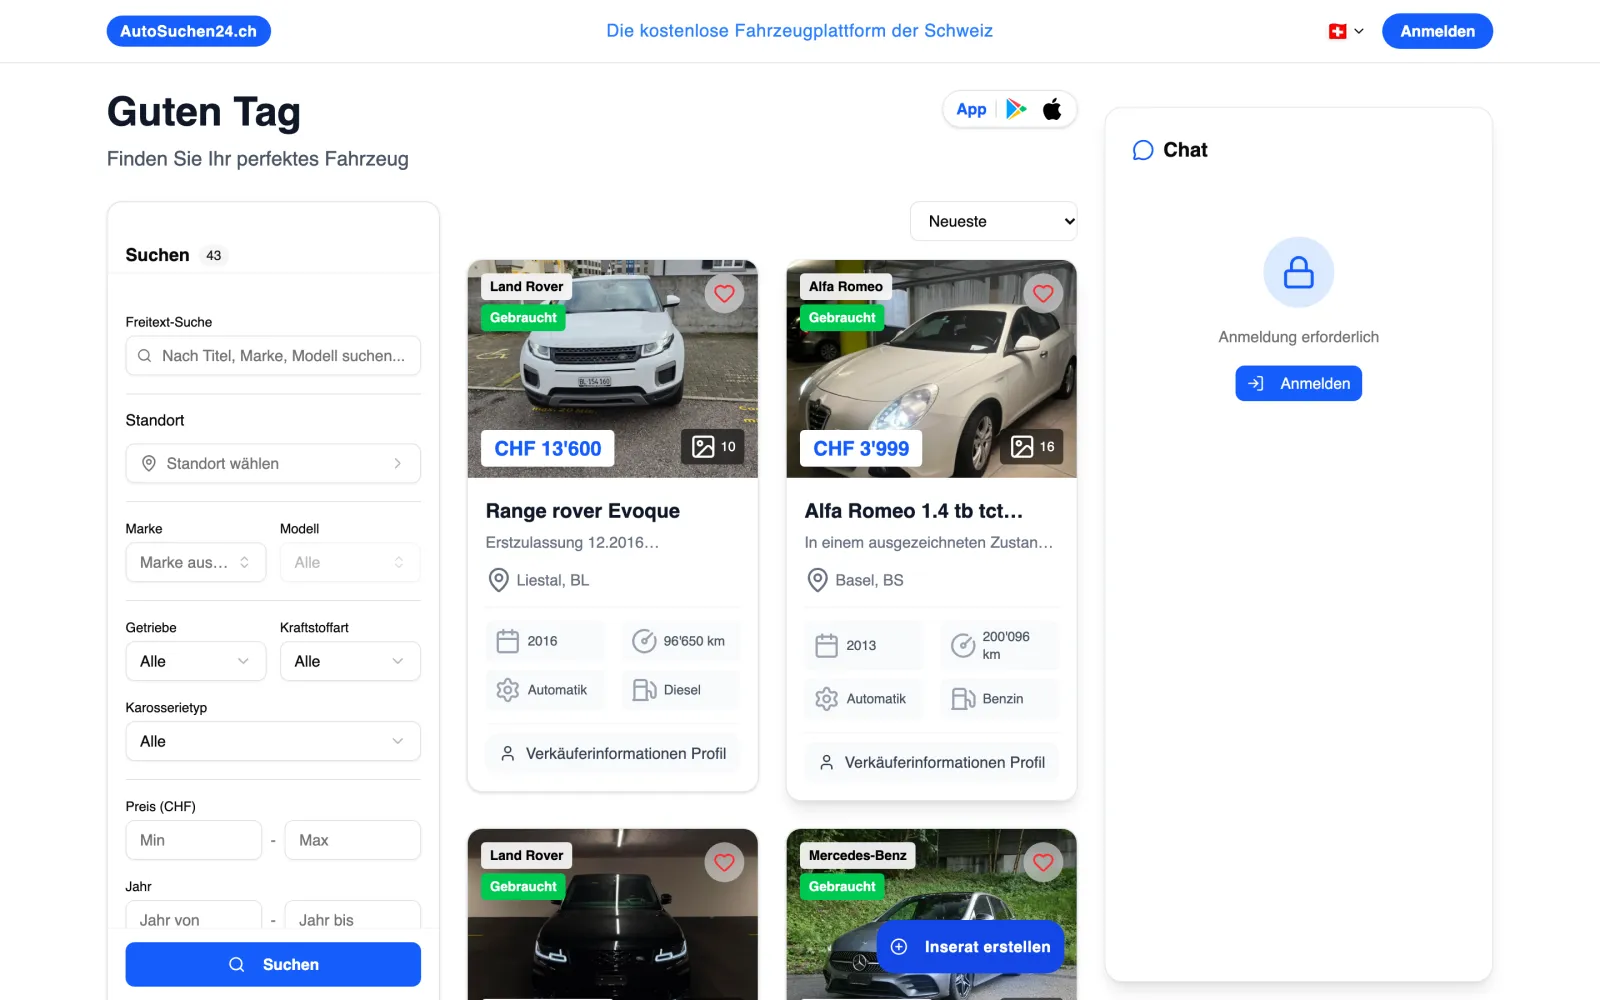 AutoSuchen24.ch
Die kostenlose Fahrzeugplattform der Schweiz
Anmelden
Guten Tag
Finden Sie Ihr perfektes Fahrzeug
App
Chat
Anmeldung erforderlich
Anmelden
Suchen 43
Freitext-Suche
Nach Titel, Marke, Modell suchen...
Standort
Standort wählen
Marke Modell
Marke aus... Alle
Getriebe Kraftstoffart
Alle Alle
Karosserietyp
Alle
Preis (CHF)
Min - Max
Jahr
Jahr von - Jahr bis
Suchen
Neueste
Land Rover
Gebraucht
BL 154160
CHF 13'600
10
Range rover Evoque
Erstzulassung 12.2016...
Liestal, BL
2016
96'650 km
Automatik
Diesel
Verkäuferinformationen Profil
Alfa Romeo
Gebraucht
CHF 3'999
16
Alfa Romeo 1.4 tb tct...
In einem ausgezeichneten Zustan...
Basel, BS
2013
200'096
km
Automatik
Benzin
Verkäuferinformationen Profil
Land Rover
Gebraucht
Mercedes-Benz
Gebraucht
Inserat erstellen